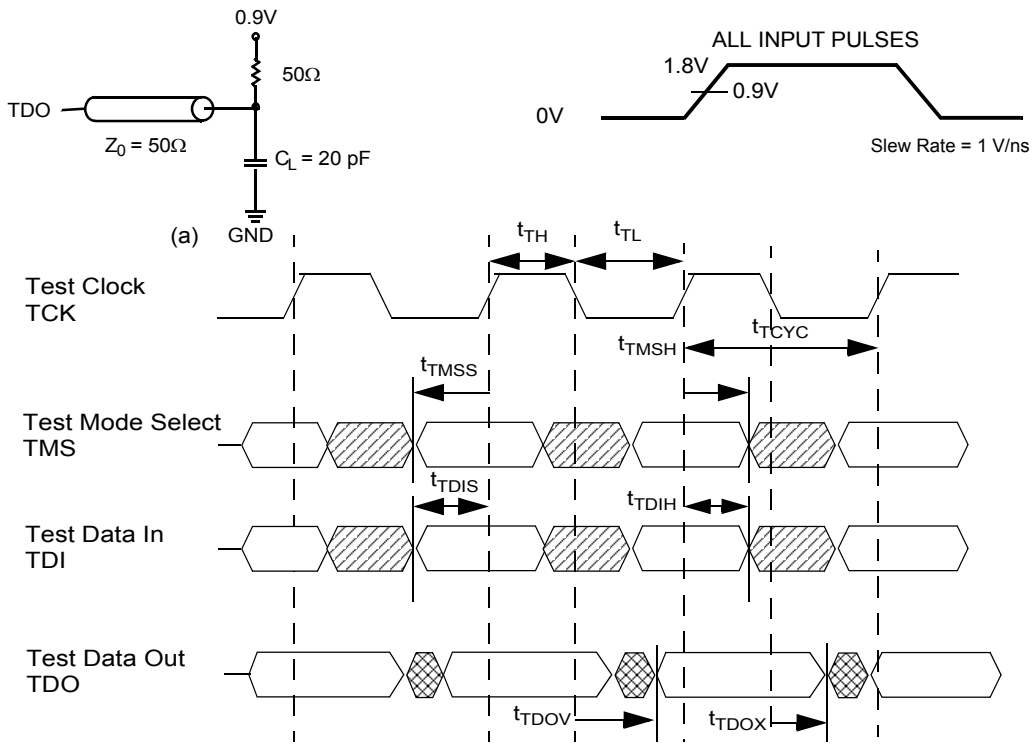 0.9V
50Ω
TDO
Z0 = 50Ω
CL = 20 pF
(a)
GND
ALL INPUT PULSES
1.8V
0.9V
0V
Slew Rate = 1 V/ns
tTH
tTL
Test Clock
TCK
tTCYC
tTMSH
tTMSS
Test Mode Select
TMS
tTDIS
tTDIH
Test Data In
TDI
Test Data Out
TDO
tTDOV
tTDOX